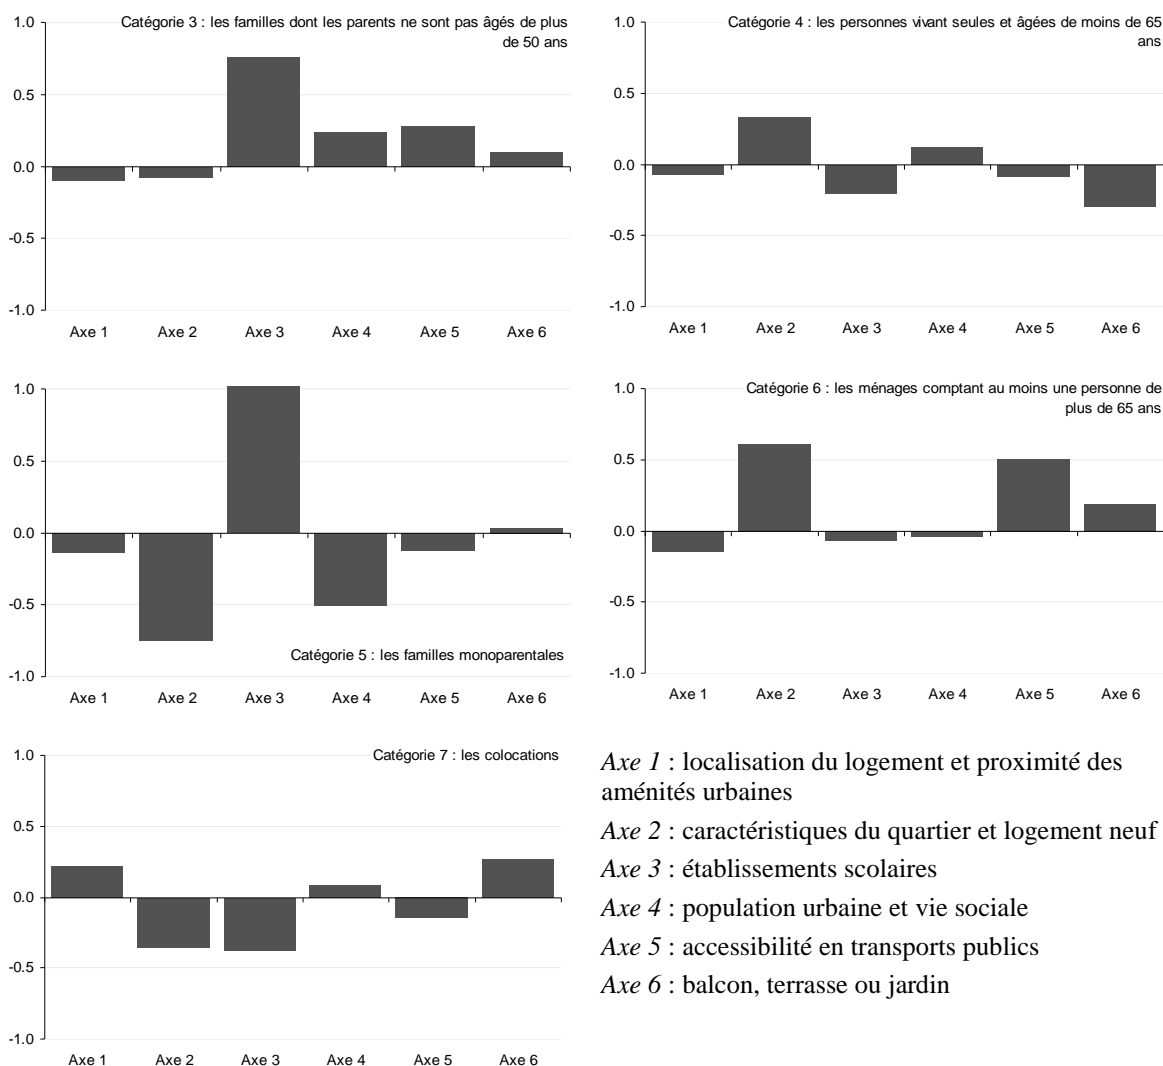 Catégorie 3 : les familles dont les parents ne sont pas âgés de plus
de 50 ans
1.0
0.5
0.0
-0.5
-1.0
Axe 1 Axe 2 Axe 3 Axe 4 Axe 5 Axe 6
Catégorie 4 : les personnes vivant seules et âgées de moins de 65
ans
1.0
0.5
0.0
-0.5
-1.0
Axe 1 Axe 2 Axe 3 Axe 4 Axe 5 Axe 6
1.0
0.5
0.0
-0.5
-1.0
Catégorie 5 : les familles monoparentales
Axe 1 Axe 2 Axe 3 Axe 4 Axe 5 Axe 6
Catégorie 6 : les ménages comptant au moins une personne de
plus de 65 ans
1.0
0.5
0.0
-0.5
-1.0
Axe 1 Axe 2 Axe 3 Axe 4 Axe 5 Axe 6
Catégorie 7 : les colocations
1.0
0.5
0.0
-0.5
-1.0
Axe 1 Axe 2 Axe 3 Axe 4 Axe 5 Axe 6
Axe 1 : localisation du logement et proximité des
aménités urbaines
Axe 2 : caractéristiques du quartier et logement neuf
Axe 3 : établissements scolaires
Axe 4 : population urbaine et vie sociale
Axe 5 : accessibilité en transports publics
Axe 6 : balcon, terrasse ou jardin